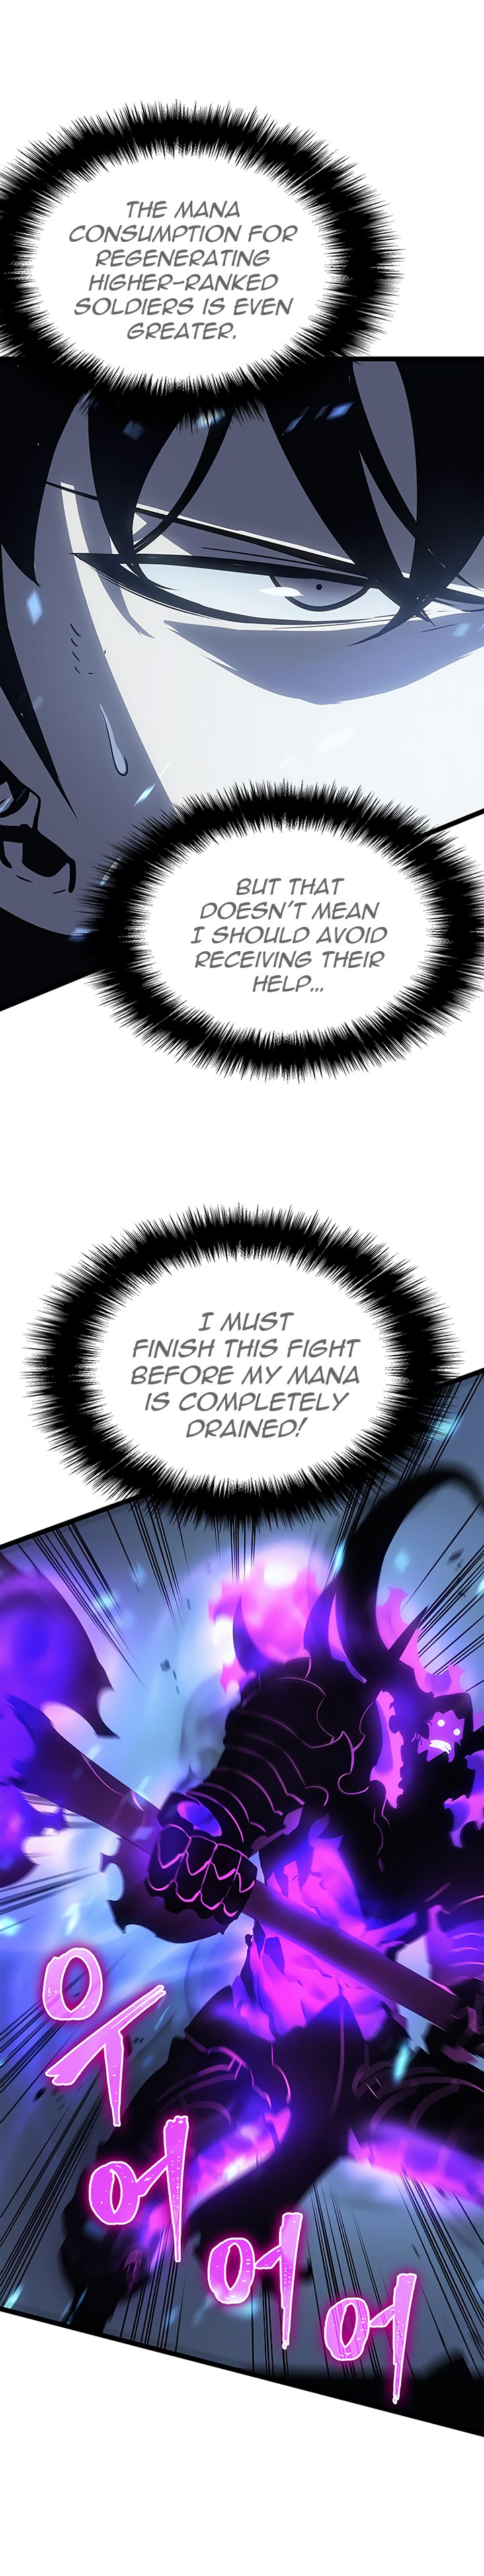 THE MANA
CONSUMPTION FOR
REGENERATING
HIGHER-RANKED
SOLDIERS IS EVEN
GREATER.
BUT THAT
DOESN'T MEAN
I SHOULD AVOID
RECEIVING THEIR
HELP...
I MUST
FINISH THIS FIGHT
BEFORE MY MANA
IS COMPLETELY
DRAINED!
우어어어